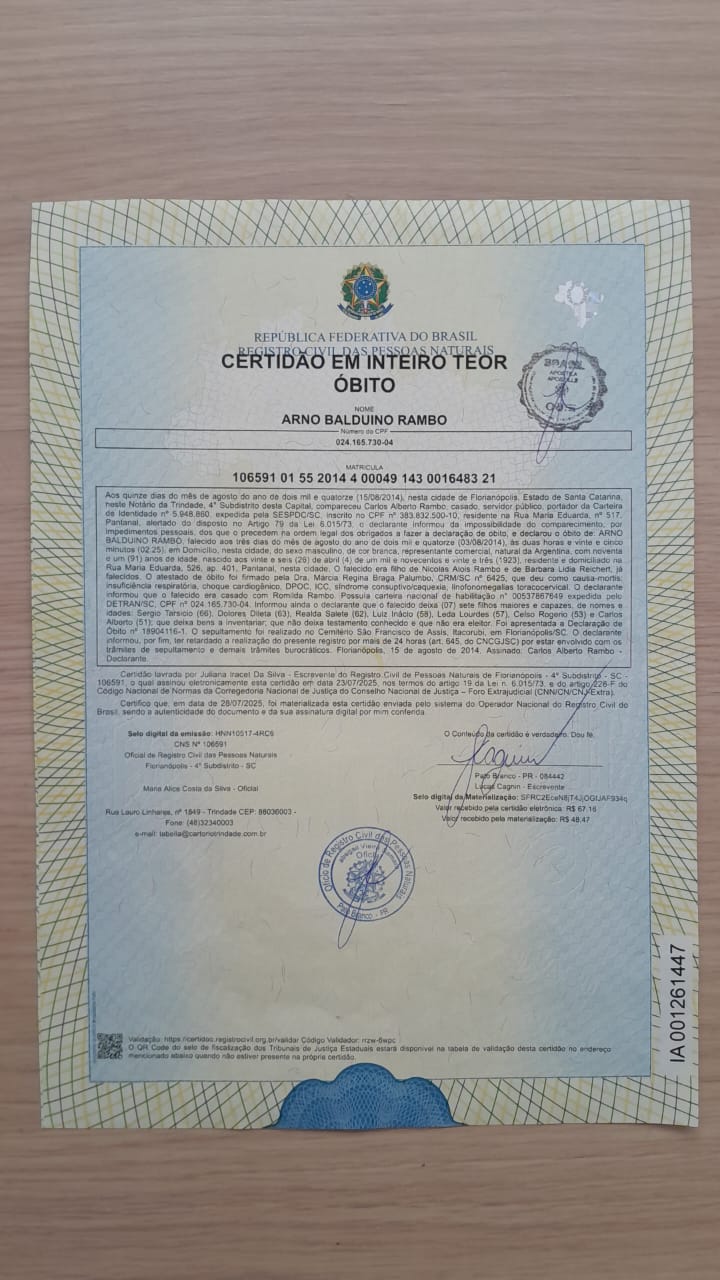 REPÚBLICA FEDERATIVA DO BRASIL
REGISTRO CIVIL DAS PESSOAS NATURAIS
CERTIDÃO EM INTEIRO TEOR
ÓBITO
BRASIL
APOSTILA
APOSTILLE
NOME
ARNO BALDUINO RAMBO
Número do CPF
024.165.730-04
MATRICULA
106591 01 55 2014 4 00049 143 0016483 21
Aos quinze dias do mês de agosto do ano de dois mil e quatorze (15/08/2014), nesta cidade de Florianópolis, Estado de Santa Catarina,
neste Notário da Trindade, 4° Subdistrito desta Capital, compareceu Carlos Alberto Rambo, casado, servidor público, portador da Carteira
de Identidade n° 5.948.860, expedida pela SESPDC/SC, inscrito no CPF n° 383.832.500-10, residente na Rua Maria Eduarda, n° 517,
Pantanal, alertado do disposto no Artigo 79 da Lei 6.015/73, o declarante informou da impossibilidade do comparecimento, por
impedimentos pessoais, dos que o precedem na ordem legal dos obrigados a fazer a declaração de óbito, e declarou o óbito de: ARNO
BALDUINO RAMBO, falecido aos três dias do mês de agosto do ano de dois mil e quatorze (03/08/2014), às duas horas e vinte e cinco
minutos (02:25), em Domicílio, nesta cidade, do sexo masculino, de cor branca, representante comercial, natural da Argentina, com noventa
e um (91) anos de idade, nascido aos vinte e seis (26) de abril (4) de um mil e novecentos e vinte e três (1923), residente e domiciliado na
Rua Maria Eduarda, 526, ap. 401, Pantanal, nesta cidade. O falecido era filho de Nicolas Alois Rambo e de Barbara Lidia Reichert, já
falecidos. O atestado de óbito foi firmado pela Dra. Márcia Regina Braga Palumbo, CRM/SC n° 6425, que deu como causa-mortis:
insuficiência respiratória, choque cardiogênico, DPOC, ICC, síndrome consuptivo/caquexia, linofonomegalias toracocervical. O declarante
informou que o falecido era casado com Romilda Rambo. Possuía carteira nacional de habilitação n° 00537867649 expedida pelo
DETRAN/SC, CPF n° 024.165.730-04. Informou ainda o declarante que o falecido deixa (07) sete filhos maiores e capazes, de nomes e
idades: Sergio Tarsicio (66), Dolores Dileta (63), Realda Salete (62), Luiz Inácio (58), Leda Lourdes (57), Celso Rogerio (53) e Carlos
Alberto (51); que deixa bens a inventariar; que não deixa testamento conhecido e que não era eleitor. Foi apresentada a Declaração de
Óbito n° 18904116-1. O sepultamento foi realizado no Cemitério São Francisco de Assis, Itacorubi, em Florianópolis/SC. O declarante
informou, por fim, ter retardado a realização do presente registro por mais de 24 horas (art. 645, do CNCGJSC) por estar envolvido com os
trâmites de sepultamento e demais trâmites burocráticos. Florianópolis, 15 de agosto de 2014. Assinado: Carlos Alberto Rambo -
Declarante.
Certidão lavrada por Juliana Iracet Da Silva - Escrevente do Registro Civil de Pessoas Naturais de Florianópolis - 4° Subdistrito - SC -
106591, o qual assinou eletronicamente esta certidão em data 23/07/2025, nos termos do artigo 19 da Lei n. 6.015/73, e do artigo 228-F do
Código Nacional de Normas da Corregedoria Nacional de Justiça do Conselho Nacional de Justiça – Foro Extrajudicial (CNN/CN/CNJ-Extra).
Certifico que, em data de 28/07/2025, foi materializada esta certidão enviada pelo sistema do Operador Nacional do Registro Civil do
Brasil, sendo a autenticidade do documento e da sua assinatura digital por mim conferida.
Selo digital da emissão: HNN10517-4RC6
CNS N° 106591
Oficial de Registro Civil das Pessoas Naturais
Florianópolis - 4° Subdistrito - SC
Maria Alice Costa da Silva - Oficial
Rua Lauro Linhares, n° 1849 - Trindade CEP: 88036003 -
Fone: (48)32340003
e-mail: tabelia@cartoriotrindade.com.br
O Conteúdo da certidão é verdadeiro. Dou fé.
Pato Branco - PR - 084442
Lucas Cagnin - Escrevente
Selo digital da Materialização: SFRC2EceN8jT4JjOGIJAF934q
Valor recebido pela certidão eletrônica: R$ 67,16
Valor recebido pela materialização: R$ 48,47
Ofício de Registro Civil das Pessoas Naturais
Oficial
Pato Branco - PR
Validação: https://certidao.registrocivil.org.br/validar Código Validador: rrzw-6wpc
O QR Code do selo de fiscalização dos Tribunais de Justiça Estaduais estará disponível na tabela de validação desta certidão no endereço
mencionado abaixo quando não estiver presente na própria certidão.
IA 001261447